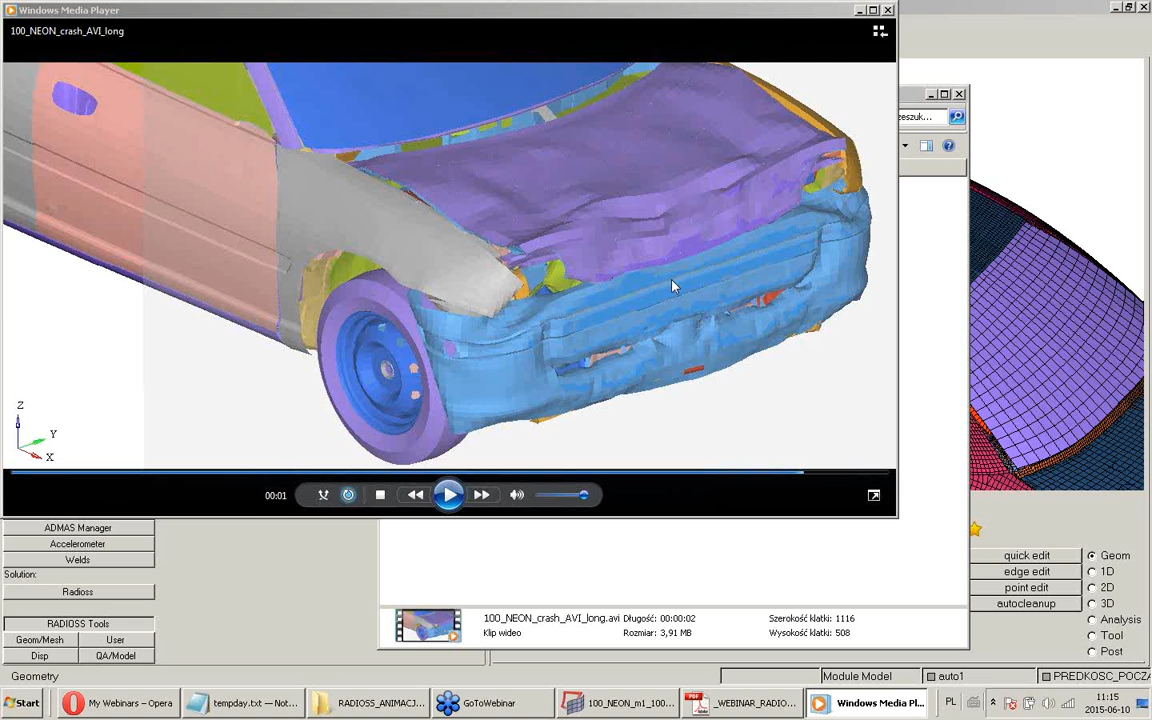 Windows Media Player
100_NEON_crash_AVI_long
zeszuk...
Z
Y
X
00:01
ADMAS Manager
Accelerometer
Welds
Solution:
Radioss
RADIOSS Tools
Geom/Mesh
User
Disp
QA/Model
quick edit
Geom
edge edit
1D
point edit
2D
autocleanup
3D
Analysis
Tool
Post
100_NEON_crash_AVI_long.avi Długość: 00:00:02 Szerokość klatki: 1116
Klip wideo Rozmiar: 3,91 MB Wysokość klatki: 508
Geometry
Module Model
auto1
PREDKOSC_POCZA
Start
My Webinars – Opera
tempday.txt — Not...
RADIOSS_ANIMACJ...
GoToWebinar
100_NEON_m1_100...
_WEBINAR_RADIO...
Windows Media Pl...
PL
11:15
2015-06-10